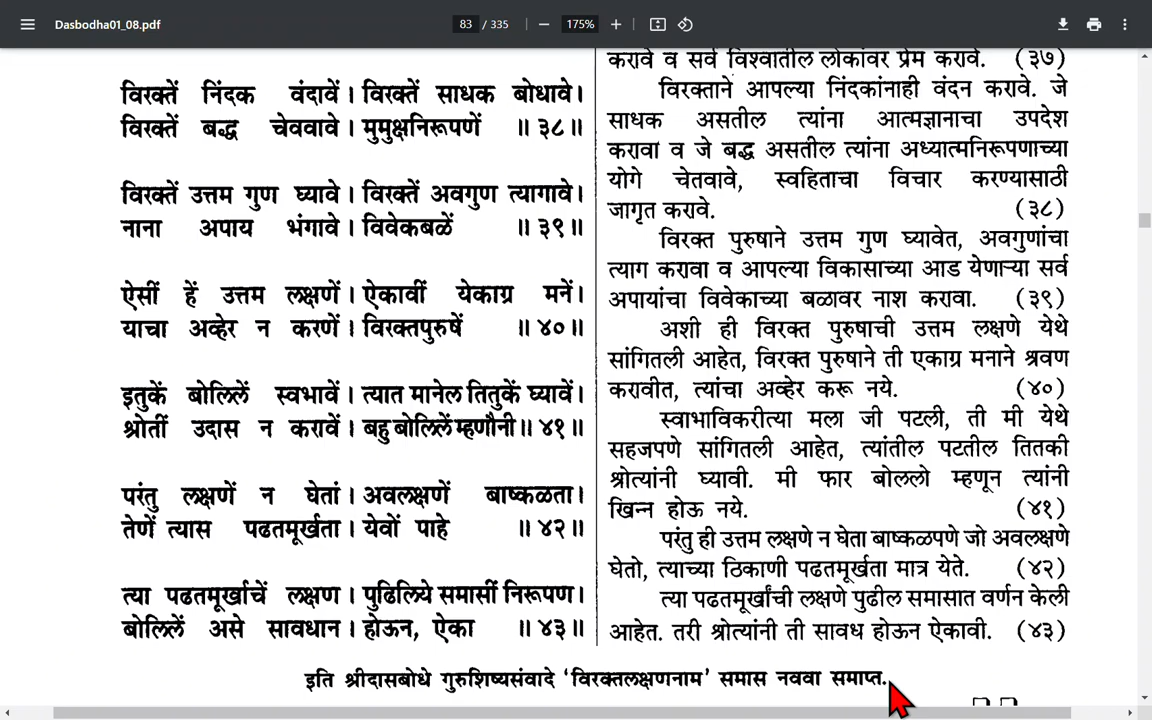 Dasbodha01_08.pdf
83 / 335
175%
विरक्तें निंदक वंदावें। विरक्तें साधक बोधावे।
विरक्तें बद्ध चेववावे। मुमुक्षनिरूपणें ॥ ३८॥
विरक्तें उत्तम गुण घ्यावे। विरक्तें अवगुण त्यागावे।
नाना अपाय भंगावे। विवेकबळें ॥ ३९॥
ऐसीं हें उत्तम लक्षणें। ऐकावीं येकाग्र मनें।
याचा अव्हेर न करणें। विरक्तपुरुषें ॥ ४०॥
इतुकें बोलिलें स्वभावें। त्यात मानेल तितुकें घ्यावें।
श्रोतीं उदास न करावें। बहु बोलिलें म्हणौनी॥ ४१॥
परंतु लक्षणें न घेतां। अवलक्षणें बाष्कळता।
तेणें त्यास पढतमूर्खता। येवों पाहे ॥ ४२॥
त्या पढतमूर्खाचें लक्षण। पुढिलिये समासीं निरूपण।
बोलिलें असे सावधान। होऊन, ऐका ॥ ४३॥
करावे व सर्व विश्वातील लोकांवर प्रेम करावे. (३७)
विरक्ताने आपल्या निंदकांनाही वंदन करावे. जे
साधक असतील त्यांना आत्मज्ञानाचा उपदेश
करावा व जे बद्ध असतील त्यांना अध्यात्मनिरूपणाच्या
योगे चेतवावे, स्वहिताचा विचार करण्यासाठी
जागृत करावे. (३८)
विरक्त पुरुषाने उत्तम गुण घ्यावेत, अवगुणांचा
त्याग करावा व आपल्या विकासाच्या आड येणाऱ्या सर्व
अपायांचा विवेकाच्या बळावर नाश करावा. (३९)
अशी ही विरक्त पुरुषाची उत्तम लक्षणे येथे
सांगितली आहेत, विरक्त पुरुषाने ती एकाग्र मनाने श्रवण
करावीत, त्यांचा अव्हेर करू नये. (४०)
स्वाभाविकरीत्या मला जी पटली, ती मी येथे
सहजपणे सांगितली आहेत, त्यांतील पटतील तितकी
श्रोत्यांनी घ्यावी. मी फार बोललो म्हणून त्यांनी
खिन्न होऊ नये. (४१)
परंतु ही उत्तम लक्षणे न घेता बाष्कळपणे जो अवलक्षणे
घेतो, त्याच्या ठिकाणी पढतमूर्खता मात्र येते. (४२)
त्या पढतमूर्खांची लक्षणे पुढील समासात वर्णन केली
आहेत. तरी श्रोत्यांनी ती सावध होऊन ऐकावी. (४३)
इति श्रीदासबोधे गुरुशिष्यसंवादे ‘विरक्तलक्षणनाम’ समास नववा समाप्त.